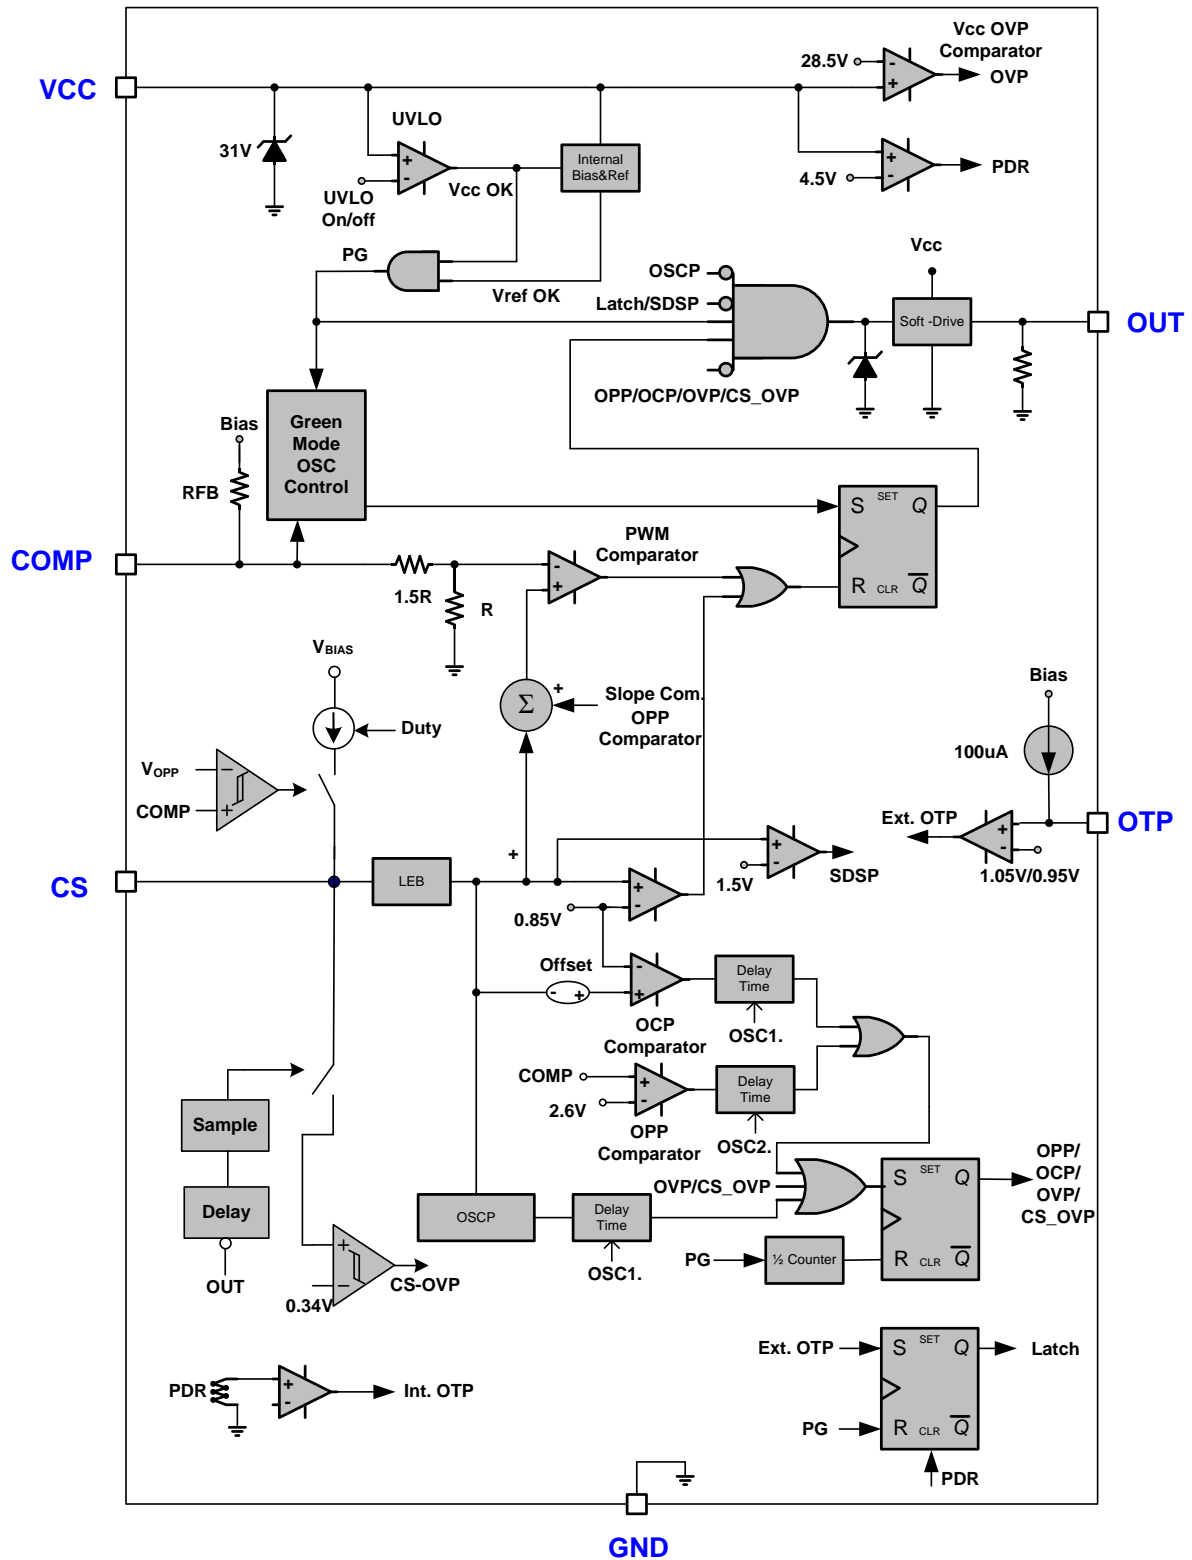 Vcc OVP
Comparator
28.5V
-
+
OVP
VCC
UVLO
31V
+
-
Internal
Bias&Ref
+
-
PDR
4.5V
Vcc OK
UVLO
On/off
PG
Vref OK
Vcc
OSCP
Latch/SDSP
Soft -Drive
OUT
OPP/OCP/OVP/CS_OVP
Green
Mode
OSC
Control
Bias
RFB
S
SET
Q
PWM
Comparator
COMP
-
+
R
CLR
Q
1.5R
R
VBIAS
Σ
+
Slope Com.
OPP
Comparator
Bias
Duty
100uA
VOPP
-
COMP
+
Ext. OTP
+
-
OTP
1.05V/0.95V
+
+
-
SDSP
1.5V
CS
LEB
+
-
0.85V
Offset
-
+
-
+
Delay
Time
OCP
Comparator
OSC1.
COMP
+
-
2.6V
Delay
Time
OPP
Comparator
OSC2.
Sample
OPP/
OCP/
OVP/
CS_OVP
S
SET
Q
OVP/CS_OVP
Delay
OSCP
Delay
Time
PG
½ Counter
R
CLR
Q
OSC1.
OUT
+
-
CS-OVP
0.34V
Ext. OTP
S
SET
Q
Latch
PDR
+
-
Int. OTP
PG
R
CLR
Q
PDR
GND